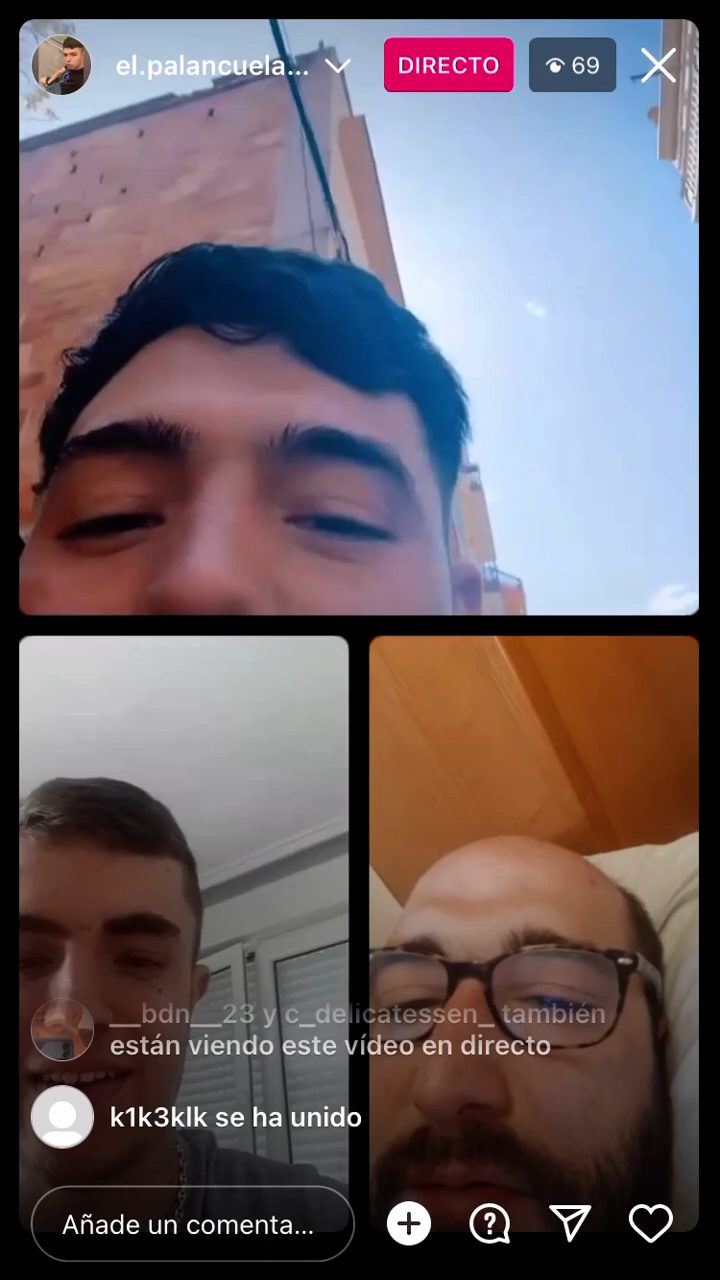 el.palancuela... DIRECTO 69
__bdn__23 y c_delicatessen_ también
están viendo este vídeo en directo
k1k3klk se ha unido
Añade un comenta...